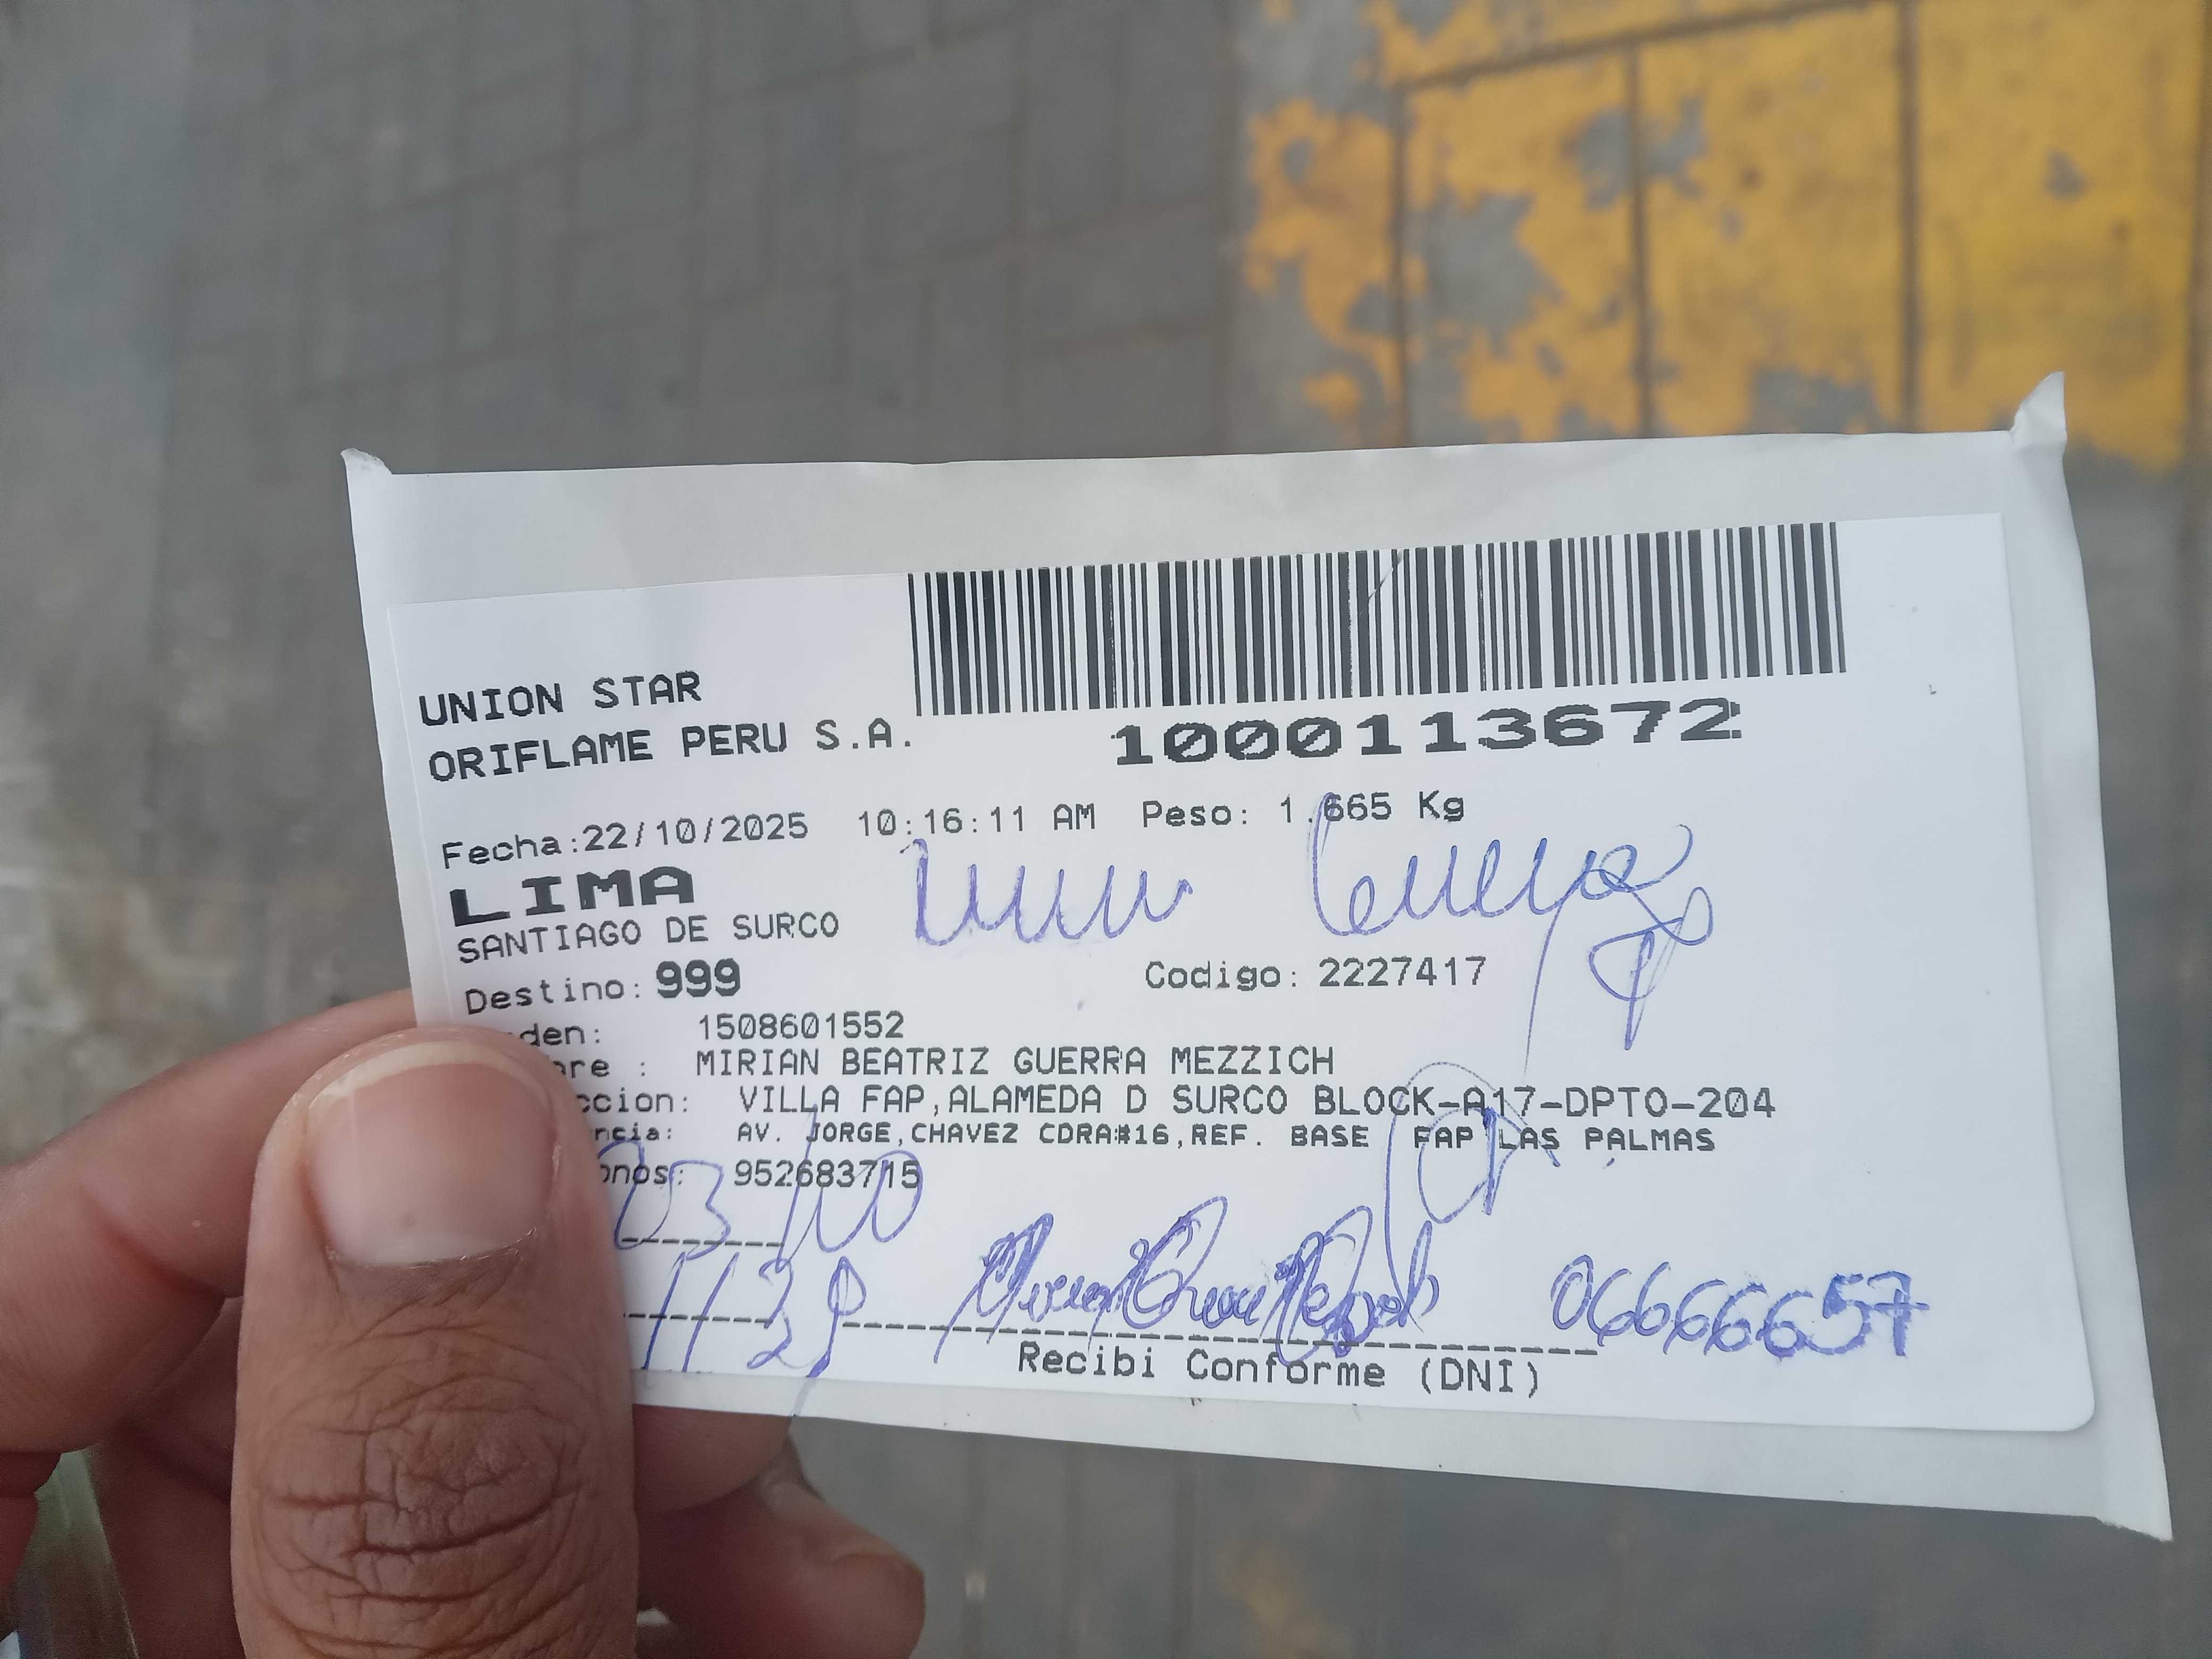 UNION STAR
ORIFLAME PERU S.A.
1000113672
Fecha:22/10/2025 10:16:11 AM Peso: 1.665 Kg
LIMA
SANTIAGO DE SURCO
Destino: 999 Codigo: 2227417
den: 1508601552
bre : MIRIAN BEATRIZ GUERRA MEZZICH
ccion: VILLA FAP,ALAMEDA D SURCO BLOCK-A17-DPTO-204
ncia: AV. JORGE,CHAVEZ CDRA#16,REF. BASE FAP LAS PALMAS
onos: 952683715
Recibi Conforme (DNI)